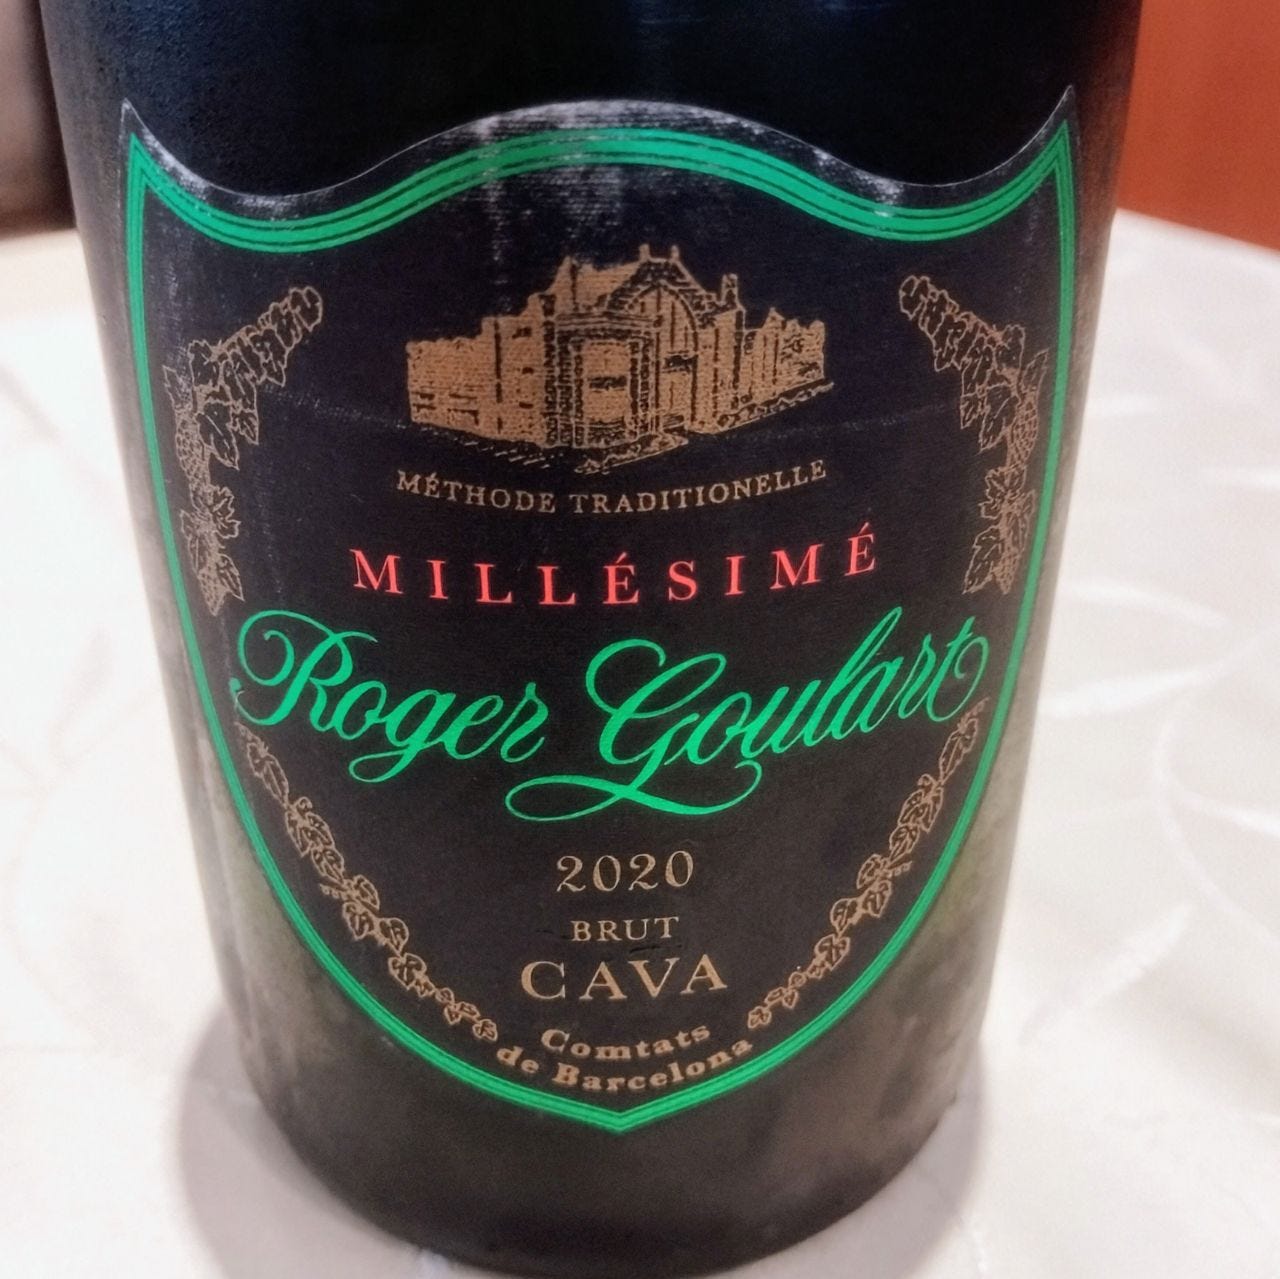 MÉTHODE TRADITIONELLE
MILLÉSIMÉ
Roger Goulart
2020
BRUT
CAVA
Comtats
de Barcelona